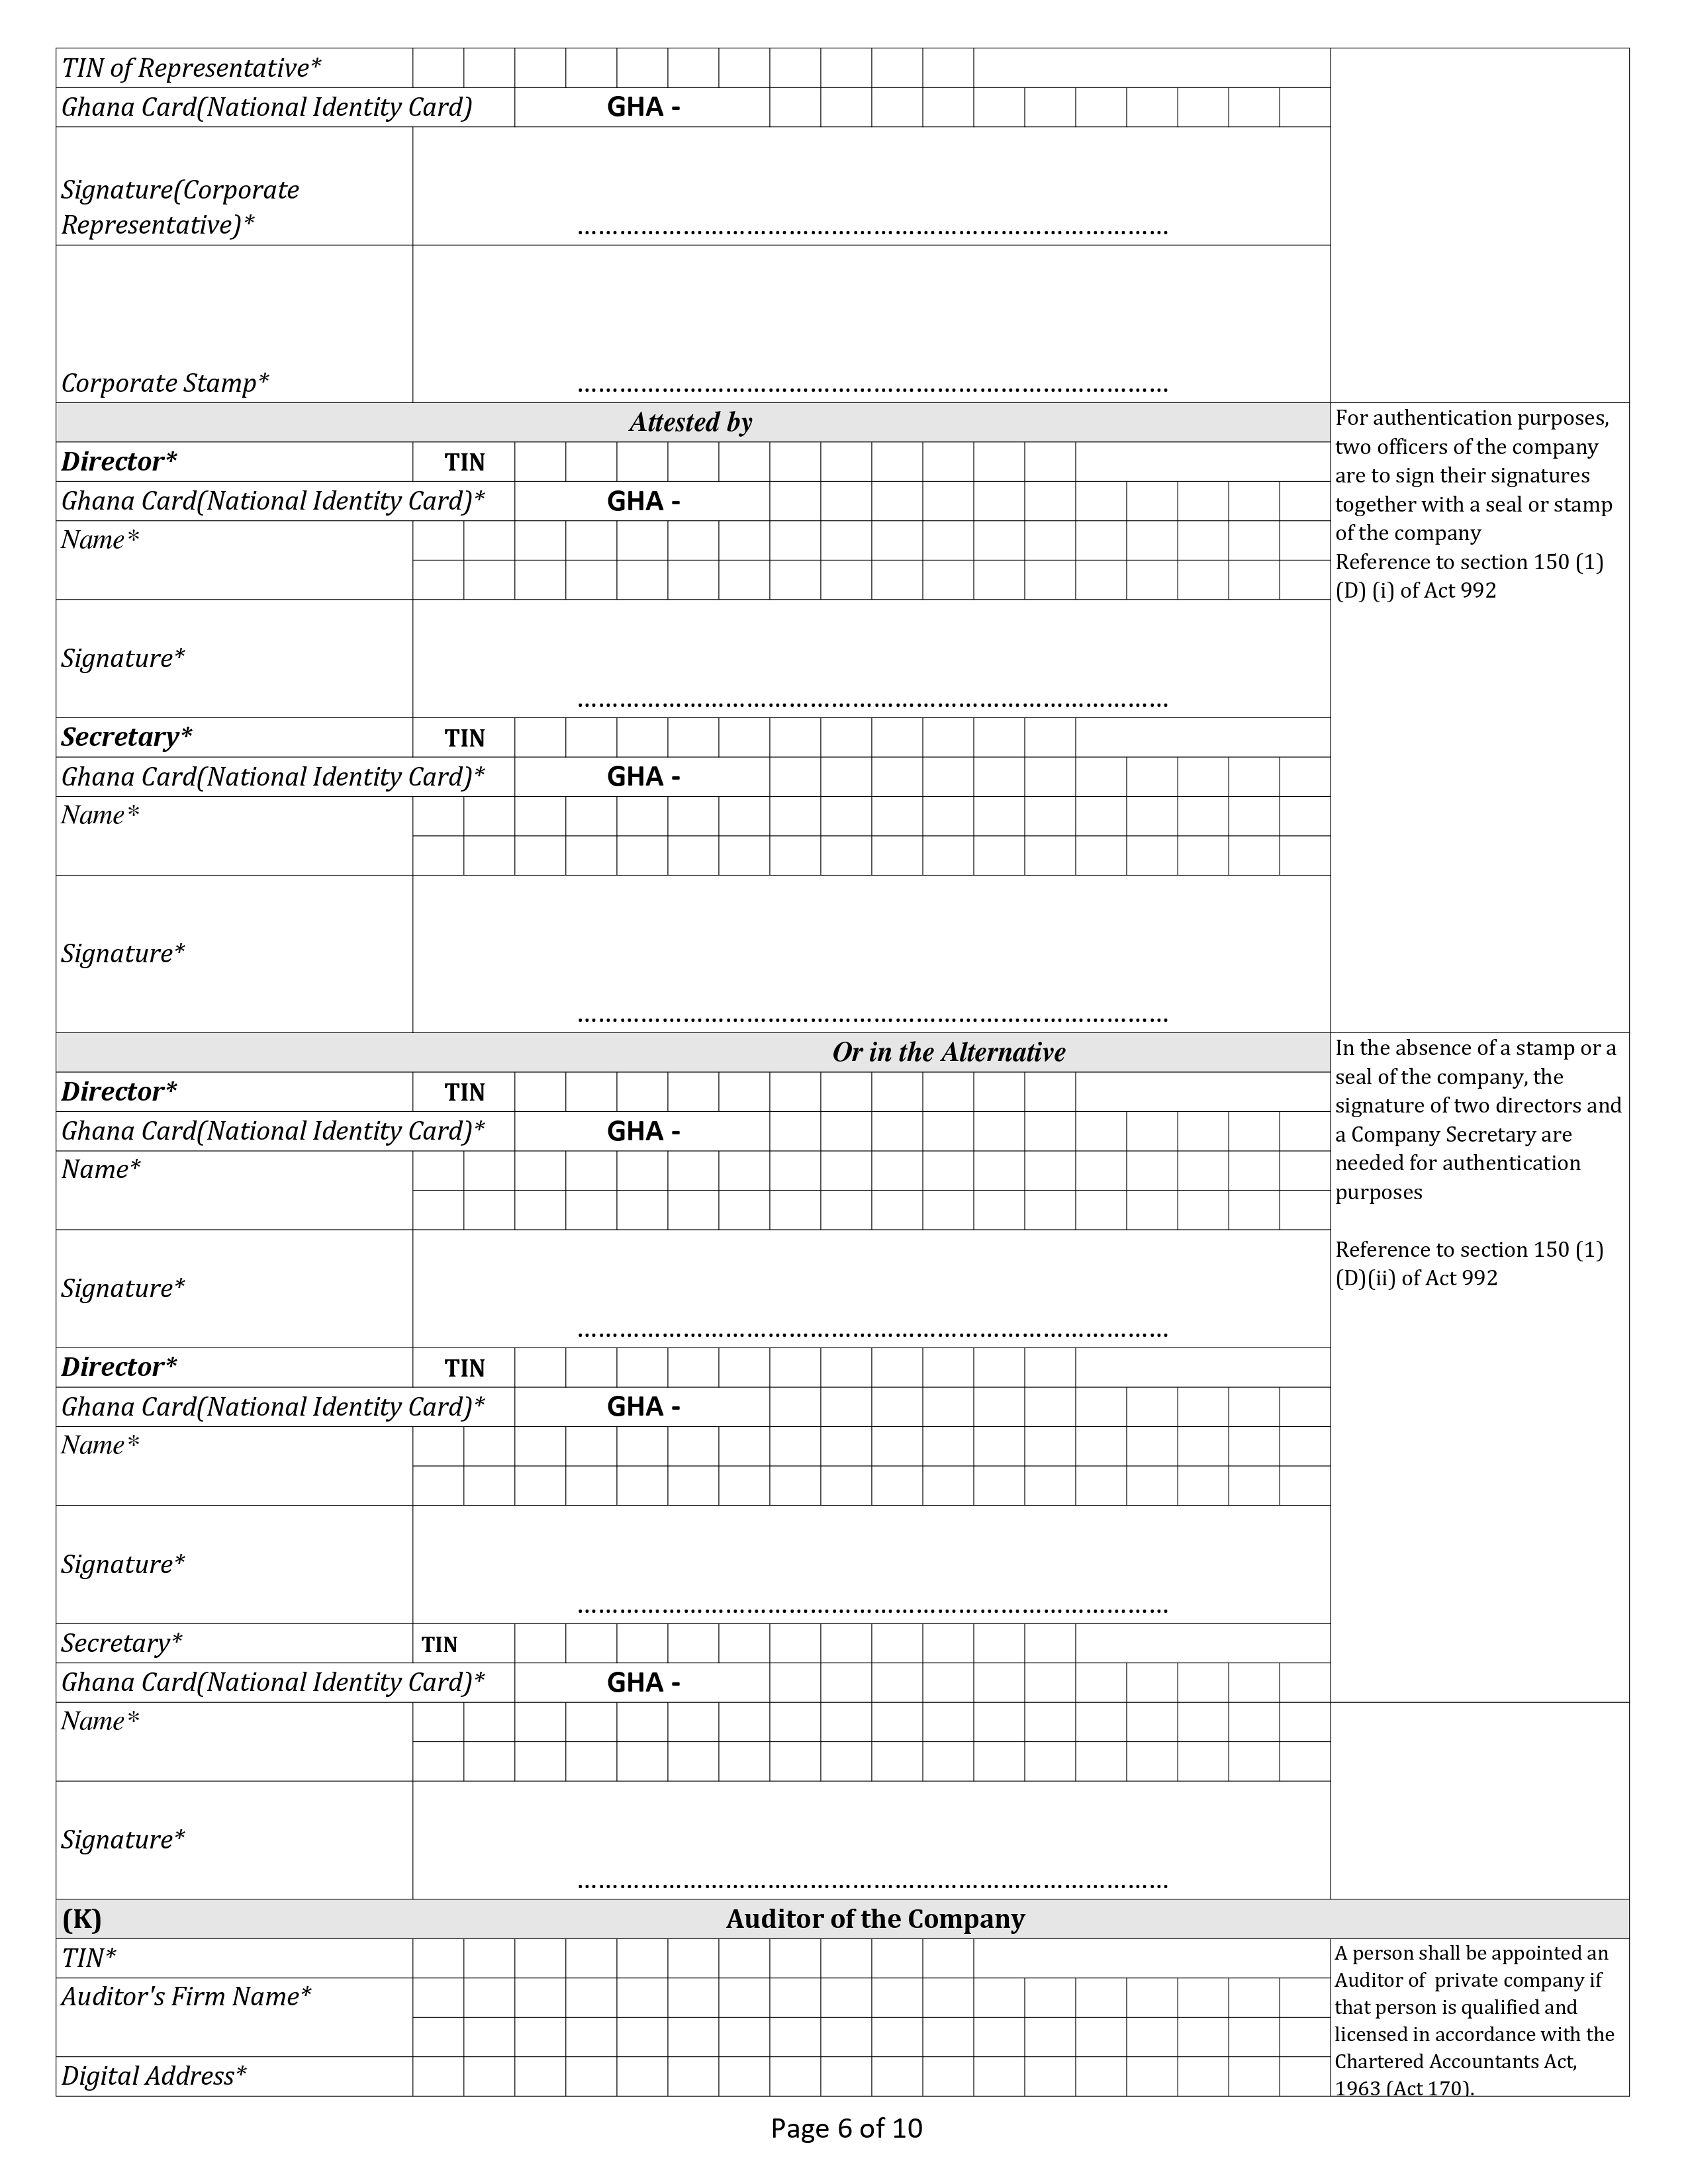 TIN of Representative*
Ghana Card(National Identity Card) GHA -
Signature(Corporate
Representative)* ....................................................................................
Corporate Stamp* ....................................................................................
Attested by
For authentication purposes,
two officers of the company
are to sign their signatures
together with a seal or stamp
of the company
Reference to section 150 (1)
(D) (i) of Act 992
Director* TIN
Ghana Card(National Identity Card)* GHA -
Name*
Signature* ....................................................................................
Secretary* TIN
Ghana Card(National Identity Card)* GHA -
Name*
Signature* ....................................................................................
Or in the Alternative
In the absence of a stamp or a
seal of the company, the
signature of two directors and
a Company Secretary are
needed for authentication
purposes
Reference to section 150 (1)
(D)(ii) of Act 992
Director* TIN
Ghana Card(National Identity Card)* GHA -
Name*
Signature* ....................................................................................
Director* TIN
Ghana Card(National Identity Card)* GHA -
Name*
Signature* ....................................................................................
Secretary* TIN
Ghana Card(National Identity Card)* GHA -
Name*
Signature* ....................................................................................
(K) Auditor of the Company
TIN*
Auditor's Firm Name*
Digital Address*
A person shall be appointed an
Auditor of private company if
that person is qualified and
licensed in accordance with the
Chartered Accountants Act,
1963 (Act 170).
Page 6 of 10